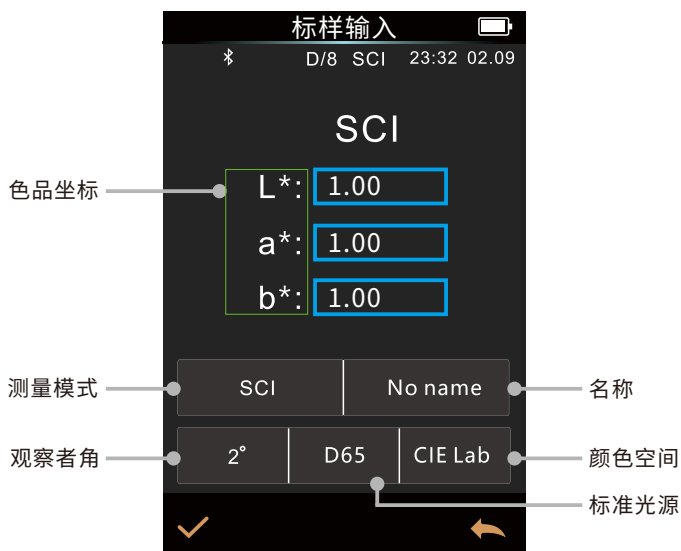 标样输入
D/8 SCI 23:32 02.09
SCI
色品坐标
L*: 1.00
a*: 1.00
b*: 1.00
测量模式 SCI No name 名称
观察者角 2° D65 CIE Lab 颜色空间
标准光源